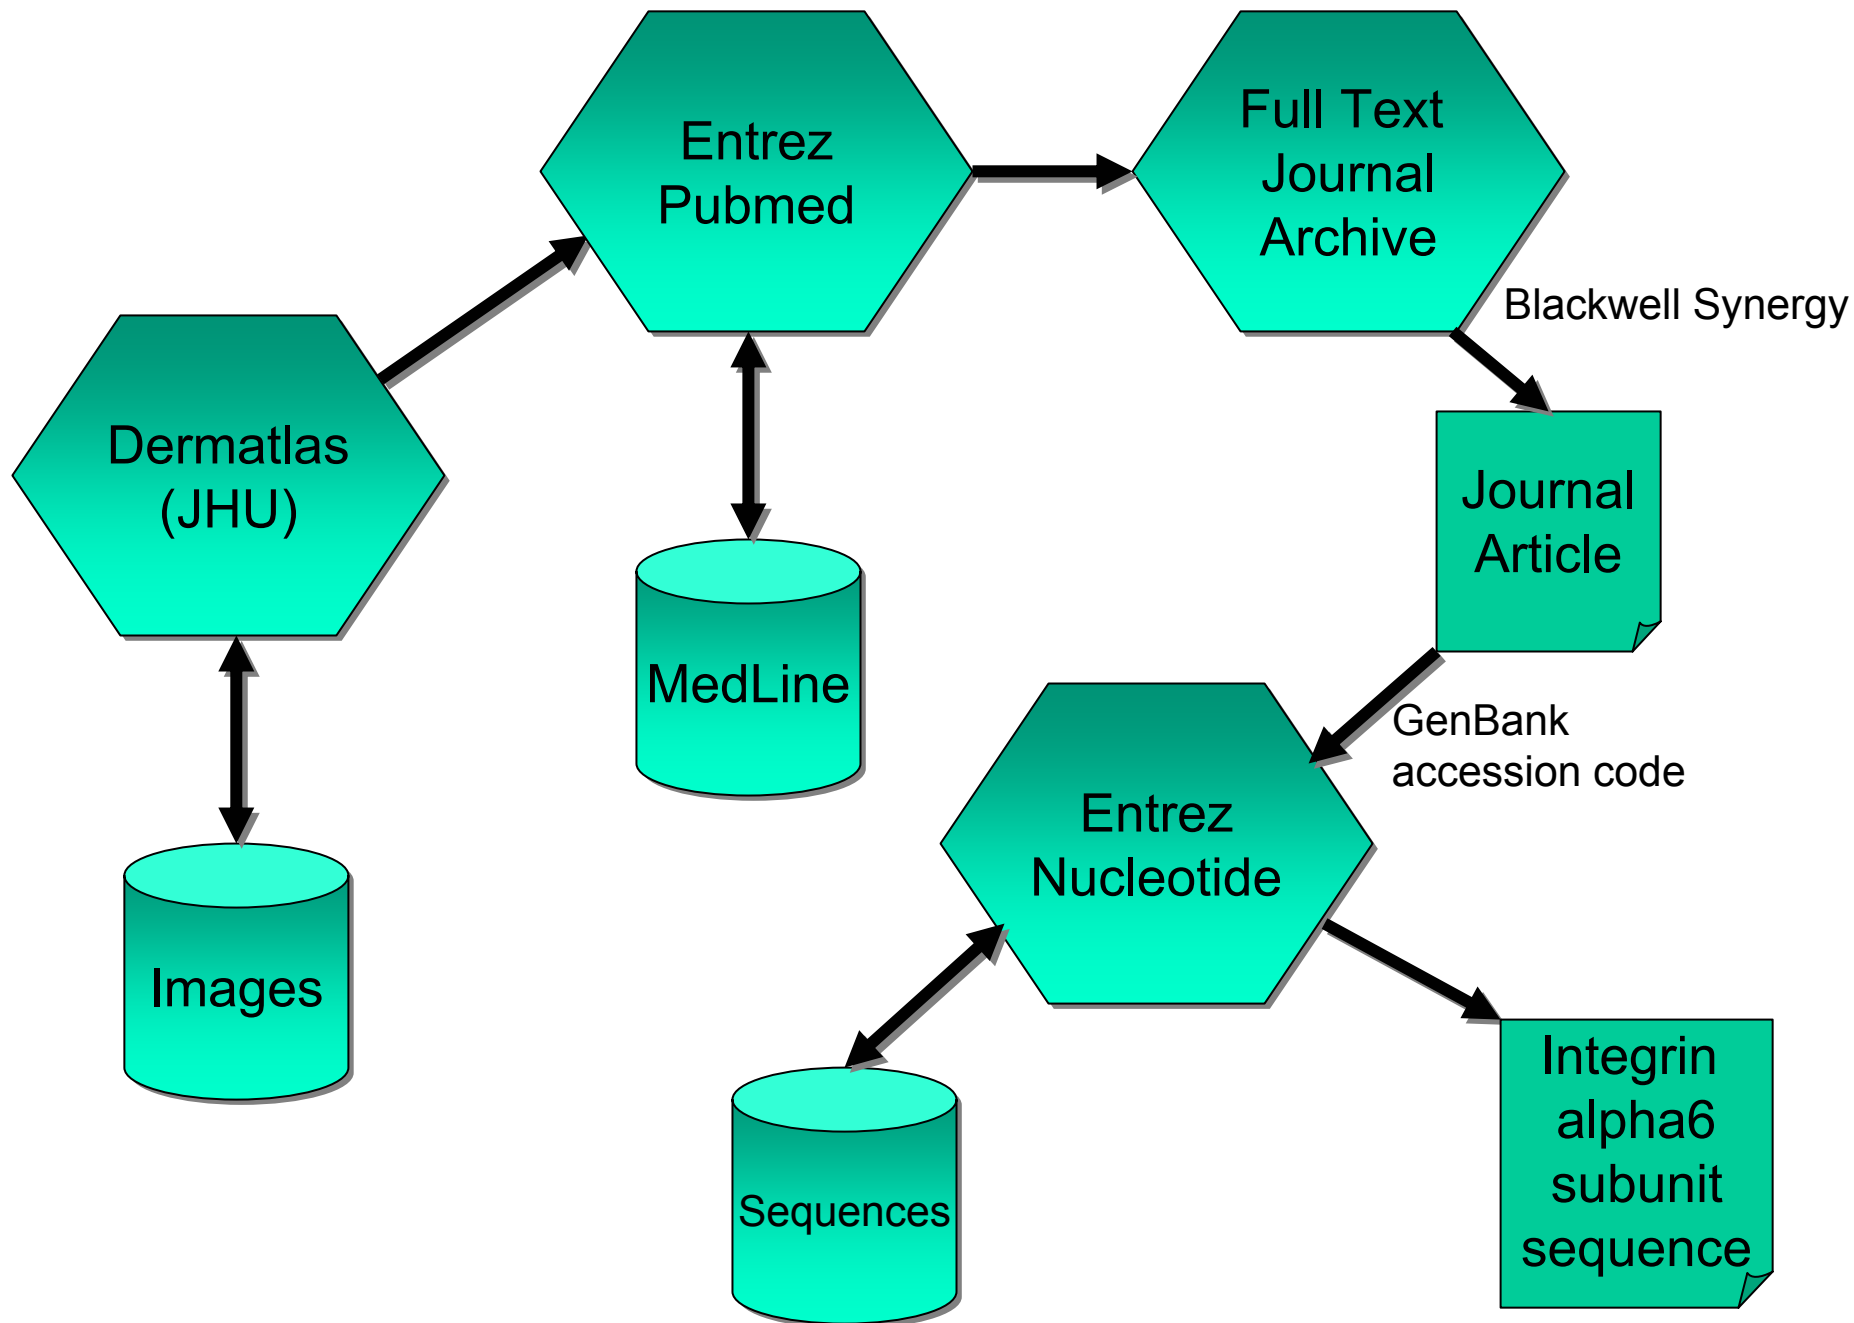 Entrez
Pubmed
Full Text
Journal
Archive
Blackwell Synergy
Dermatlas
(JHU)
Journal
Article
MedLine
GenBank
accession code
Entrez
Nucleotide
Images
Integrin
alpha6
subunit
sequence
Sequences